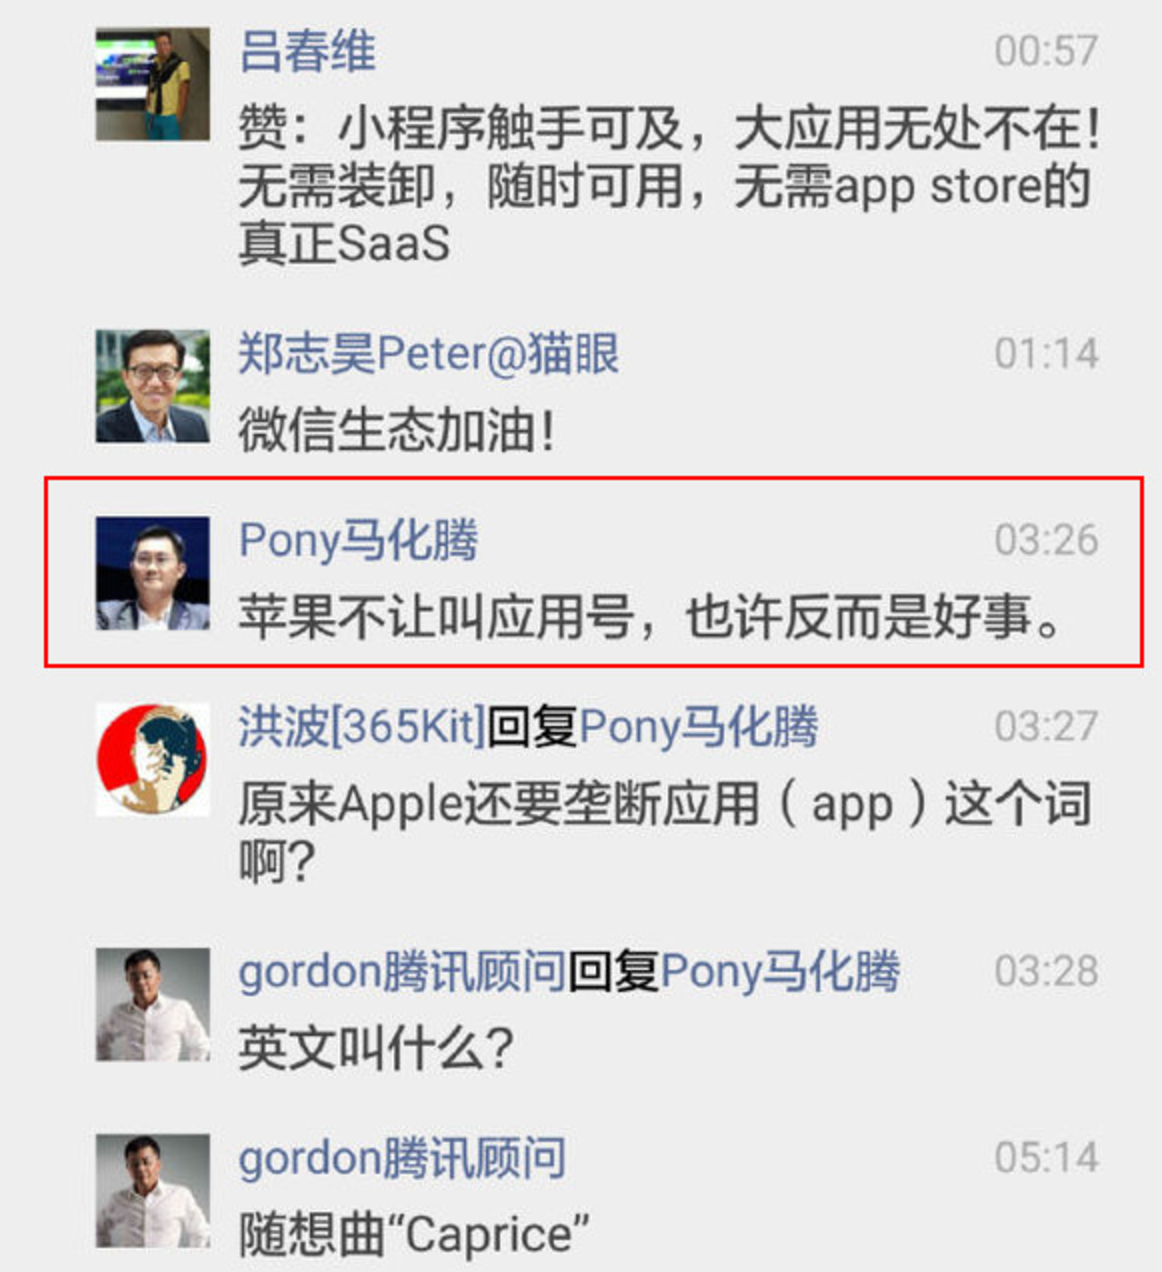 吕春维 00:57
赞：小程序触手可及，大应用无处不在！
无需装卸，随时可用，无需app store的
真正SaaS
郑志昊Peter@猫眼 01:14
微信生态加油！
Pony马化腾 03:26
苹果不让叫应用号，也许反而是好事。
洪波[365Kit]回复Pony马化腾 03:27
原来Apple还要垄断应用（app）这个词
啊？
gordon腾讯顾问回复Pony马化腾 03:28
英文叫什么？
gordon腾讯顾问 05:14
随想曲“Caprice”